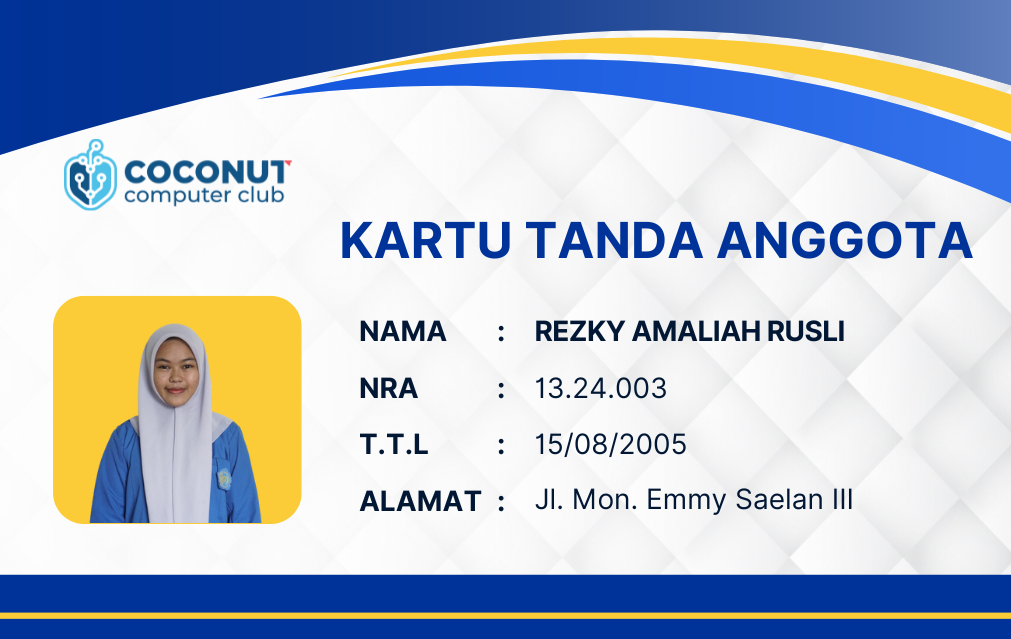 COCONUT
computer club
KARTU TANDA ANGGOTA
NAMA : REZKY AMALIAH RUSLI
NRA : 13.24.003
T.T.L : 15/08/2005
ALAMAT : Jl. Mon. Emmy Saelan III